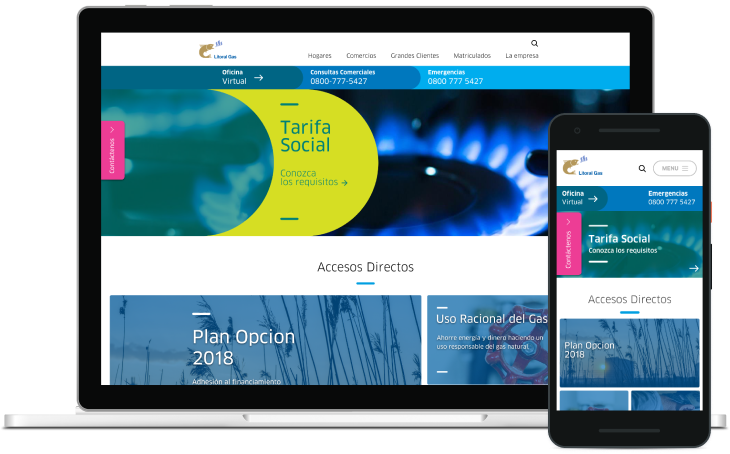 lth
Litoral Gas
Hogares Comercios Grandes Clientes Matriculados La empresa
Oficina
Virtual
Consultas Comerciales
0800-777-5427
Emergencias
0800 777 5427
Contáctenos
Tarifa
Social
Conozca
los requisitos
Accesos Directos
Plan Opcion
2018
Adhesión al financiamiento
Uso Racional del Gas
Ahorre energía y dinero haciendo un
uso responsable del gas natural.
Litoral Gas
MENU
Oficina
Virtual
Emergencias
0800 777 5427
Contáctenos
Tarifa Social
Conozca los requisitos
Accesos Directos
Plan Opcion
2018